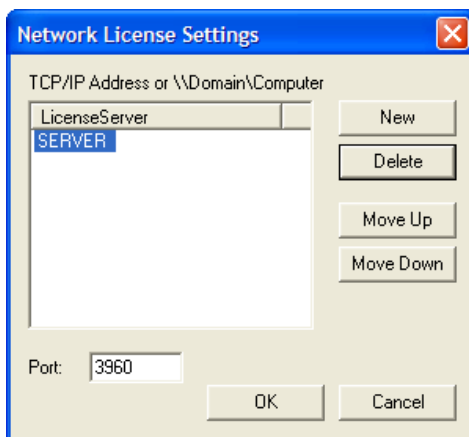 Network License Settings
TCP/IP Address or \\Domain\Computer
LicenseServer
SERVER
New
Delete
Move Up
Move Down
Port: 3960
OK Cancel